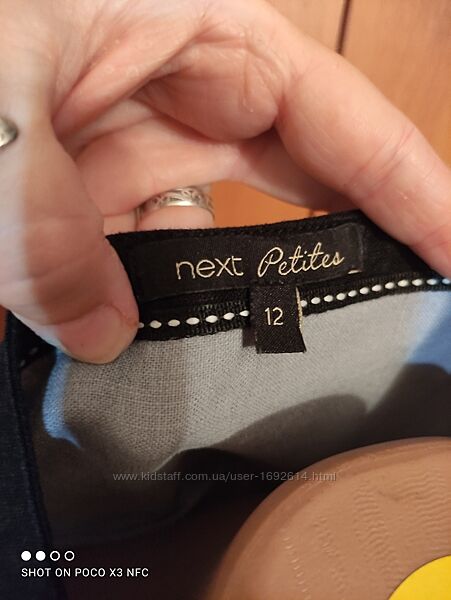 next Petites
12
www.kidstaff.com.ua/user-1692614.html
SHOT ON POCO X3 NFC